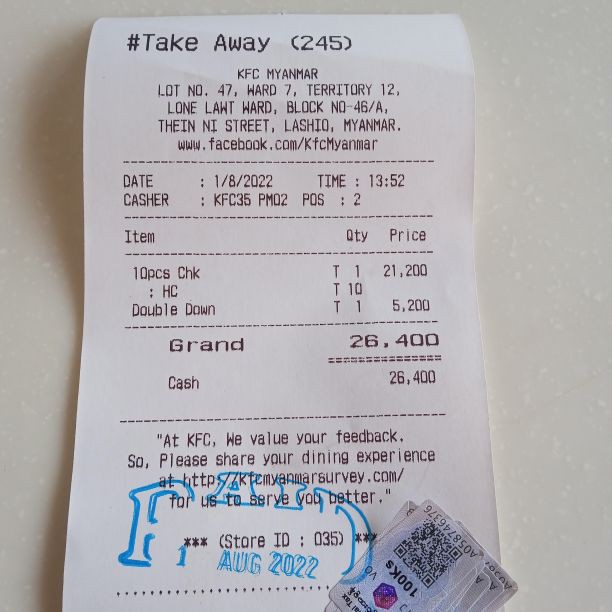 #Take Away (245)
KFC MYANMAR
LOT NO. 47, WARD 7, TERRITORY 12,
LONE LAWT WARD, BLOCK NO-46/A,
THEIN NI STREET, LASHIO, MYANMAR.
www.facebook.com/KfcMyanmar
DATE : 1/8/2022 TIME : 13:52
CASHER : KFC35 PM02 POS : 2
Item Qty Price
10pcs Chk T 1 21,200
: HC T 10
Double Down T 1 5,200
Grand 26,400
Cash 26,400
"At KFC, We value your feedback.
So, Please share your dining experience
at http://kfcmyanmarsurvey.com/
for us to serve you better."
*** (Store ID : 035) ***
PAID
1 AUG 2022
100Ks